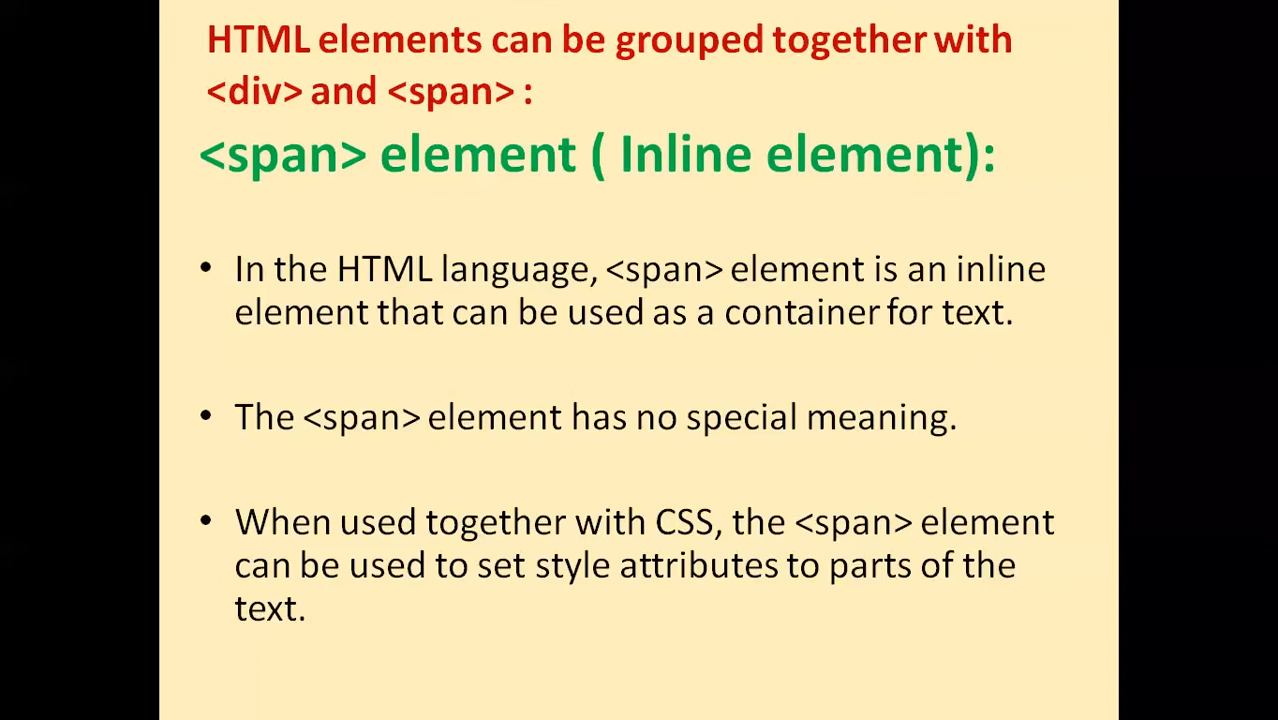 HTML elements can be grouped together with
<div> and <span> :
<span> element ( Inline element):
• In the HTML language, <span> element is an inline
element that can be used as a container for text.
• The <span> element has no special meaning.
• When used together with CSS, the <span> element
can be used to set style attributes to parts of the
text.